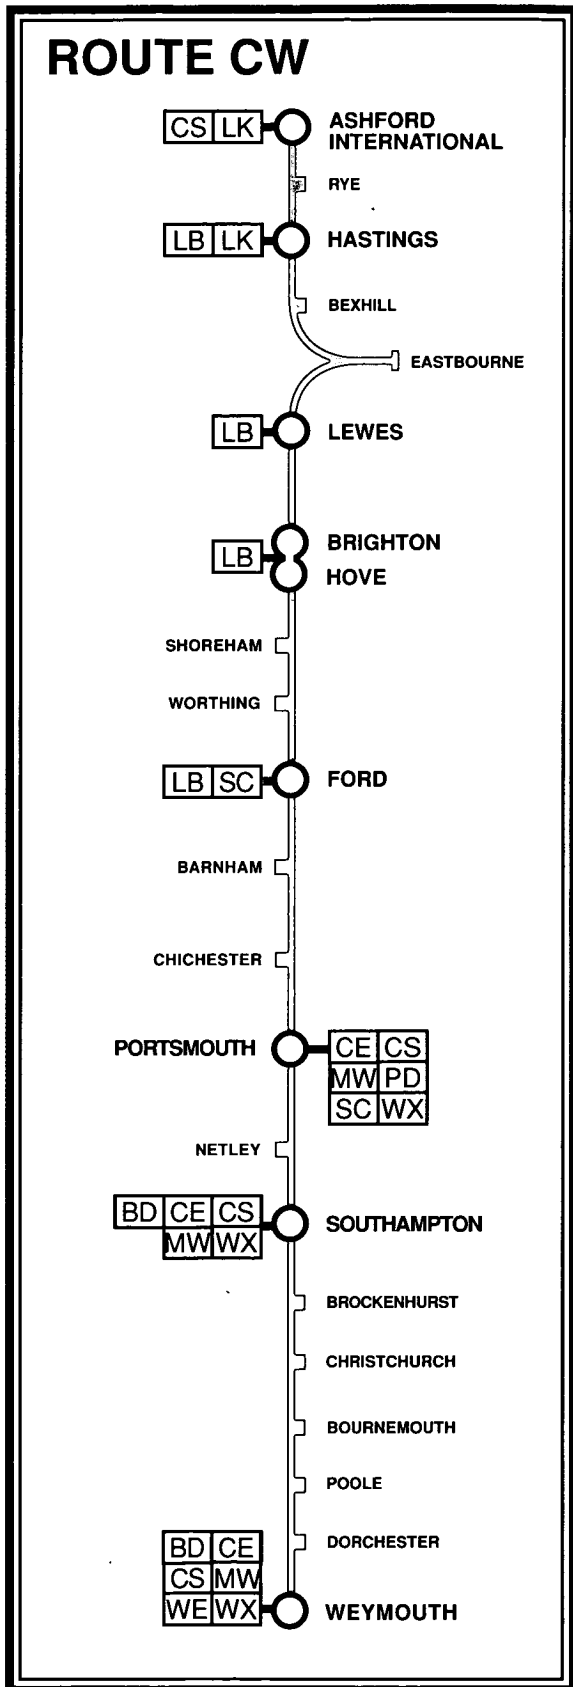 ROUTE CW
CS LK
ASHFORD
INTERNATIONAL
RYE
LB LK
HASTINGS
BEXHILL
EASTBOURNE
LB
LEWES
LB
BRIGHTON
HOVE
SHOREHAM
WORTHING
LB SC
FORD
BARNHAM
CHICHESTER
PORTSMOUTH
CE CS
MW PD
SC WX
NETLEY
BD CE CS
MW WX
SOUTHAMPTON
BROCKENHURST
CHRISTCHURCH
BOURNEMOUTH
POOLE
DORCHESTER
BD CE
CS MW
WE WX
WEYMOUTH